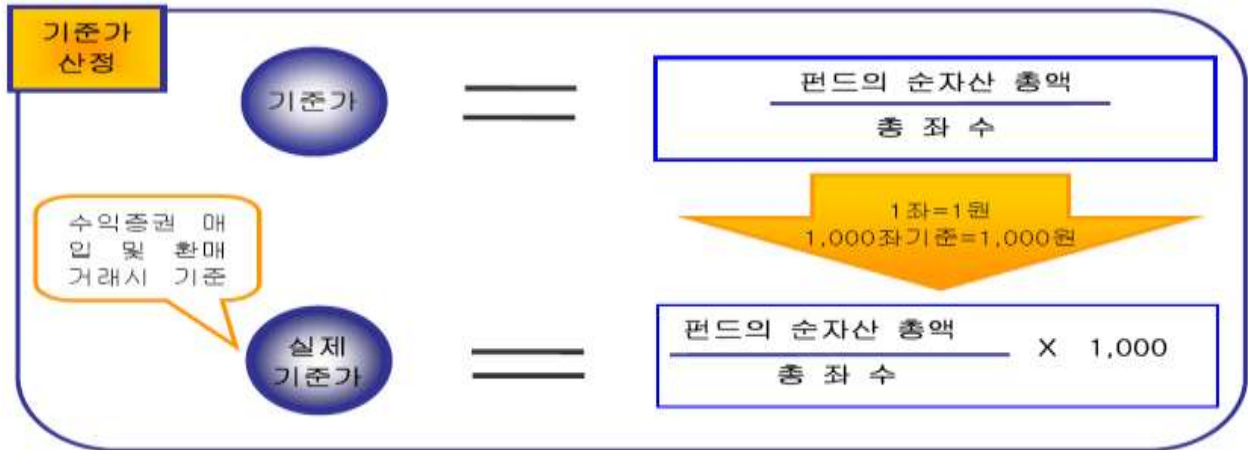 기준가
산정
기준가
펀드의 순자산 총액
총 좌 수
1좌=1원
1,000좌기준=1,000원
수익증권 매
입 및 환매
거래시 기준
실제
기준가
펀드의 순자산 총액
X 1,000
총 좌 수